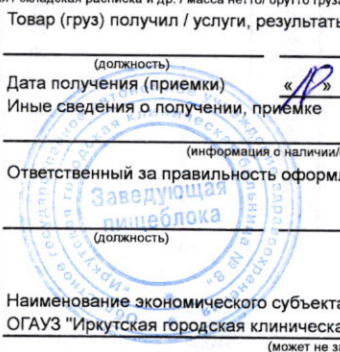 Товар (груз) получил / услуги, результаты
(должность)
Дата получения (приемки) « »
Иные сведения о получении, приемке
(информация о наличии/
Ответственный за правильность оформл
Заведующая
пищеблока
(должность)
Наименование экономического субъекта
ОГАУЗ "Иркутская городская клиническа
(может не за